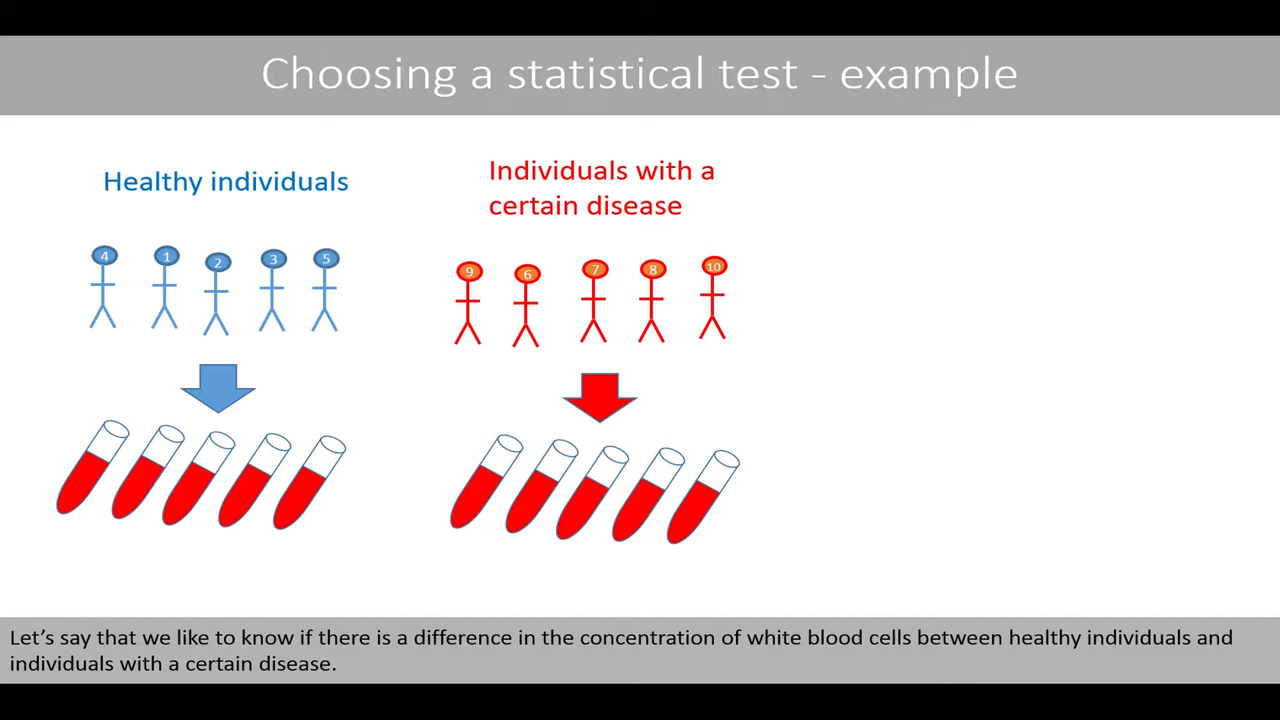 Choosing a statistical test - example
Healthy individuals
Individuals with a
certain disease
4 1 2 3 5
9 6 7 8 10
Let's say that we like to know if there is a difference in the concentration of white blood cells between healthy individuals and
individuals with a certain disease.